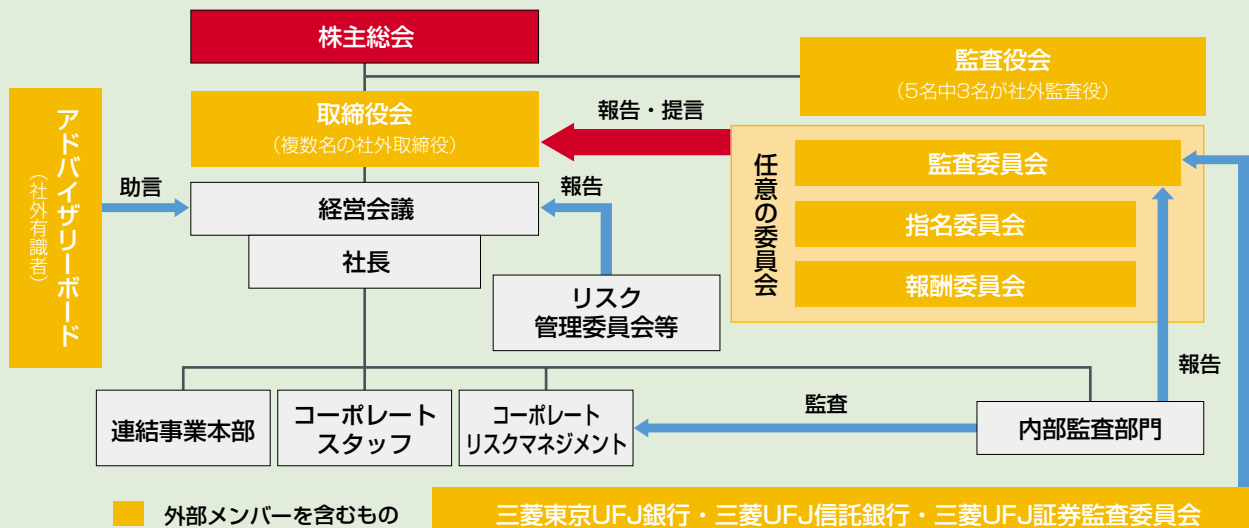 株主総会
監査役会
（5名中3名が社外監査役）
アドバイザリーボード
（社外有識者）
取締役会
（複数名の社外取締役）
報告・提言
任意の委員会
監査委員会
指名委員会
報酬委員会
助言
経営会議
報告
社長
リスク
管理委員会等
報告
連結事業本部
コーポレート
スタッフ
コーポレート
リスクマネジメント
監査
内部監査部門
外部メンバーを含むもの
三菱東京UFJ銀行・三菱UFJ信託銀行・三菱UFJ証券監査委員会